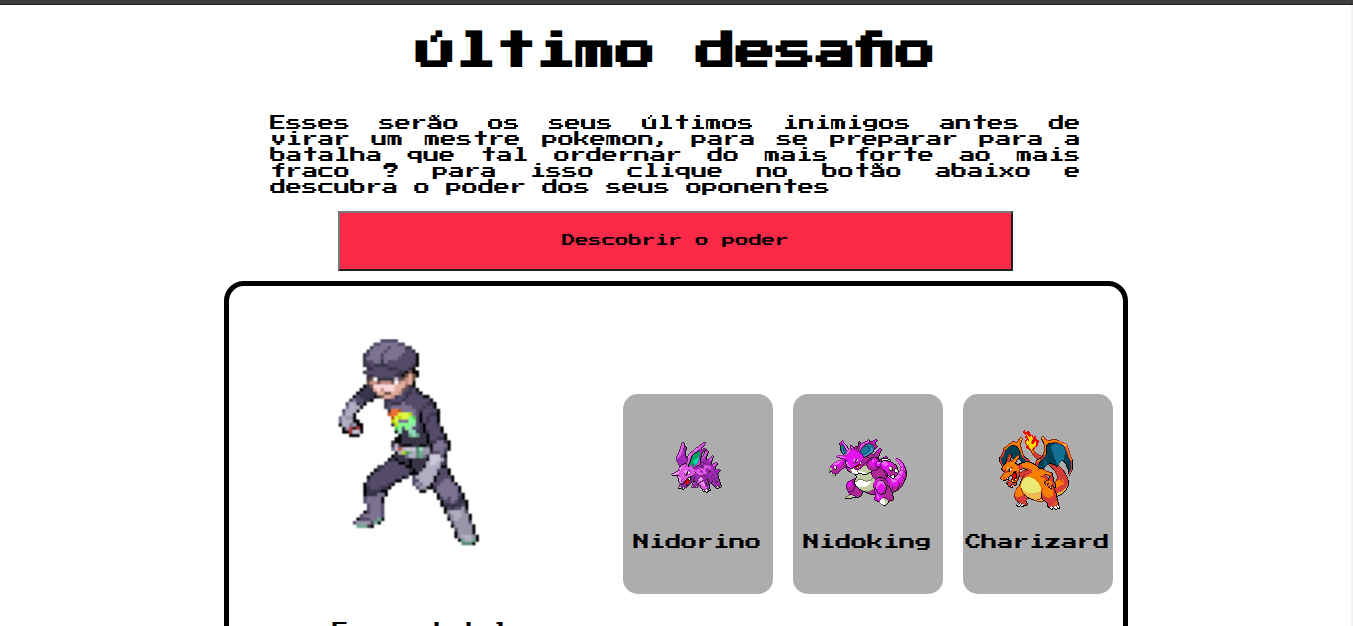 Último desafio
Esses serão os seus últimos inimigos antes de
virar um mestre pokemon, para se preparar para a
batalha que tal ordernar do mais forte ao mais
fraco ? para isso clique no botão abaixo e
descubra o poder dos seus oponentes
Descobrir o poder
Nidorino Nidoking Charizard